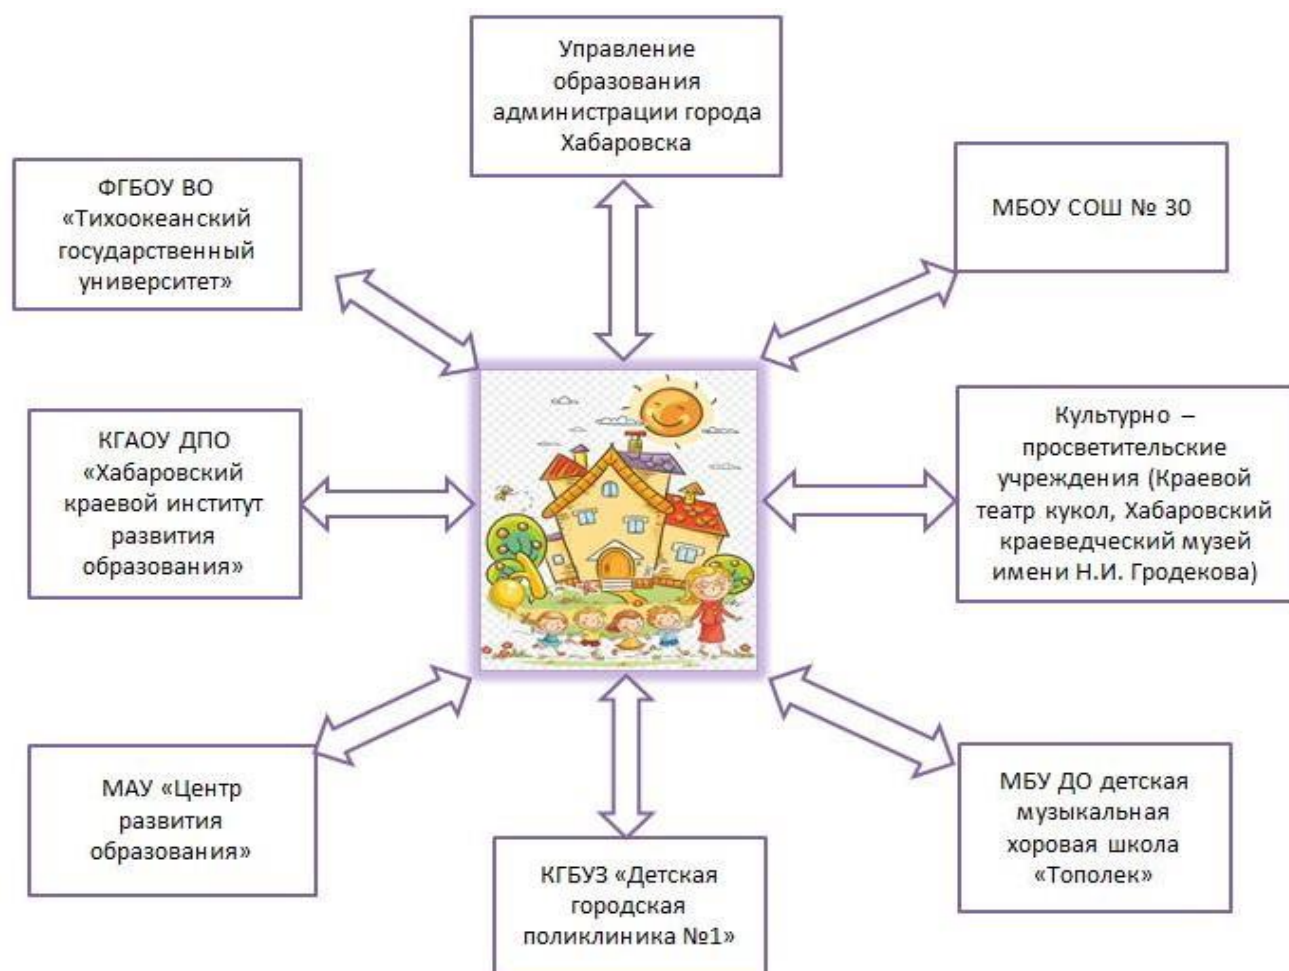 Управление
образования
администрации города
Хабаровска
ФГБОУ ВО
«Тихоокеанский
государственный
университет»
МБОУ СОШ № 30
КГАОУ ДПО
«Хабаровский
краевой институт
развития
образования»
Культурно –
просветительские
учреждения (Краевой
театр кукол, Хабаровский
краеведческий музей
имени Н.И. Гродекова)
МАУ «Центр
развития
образования»
КГБУЗ «Детская
городская
поликлиника №1»
МБУ ДО детская
музыкальная
хоровая школа
«Тополек»